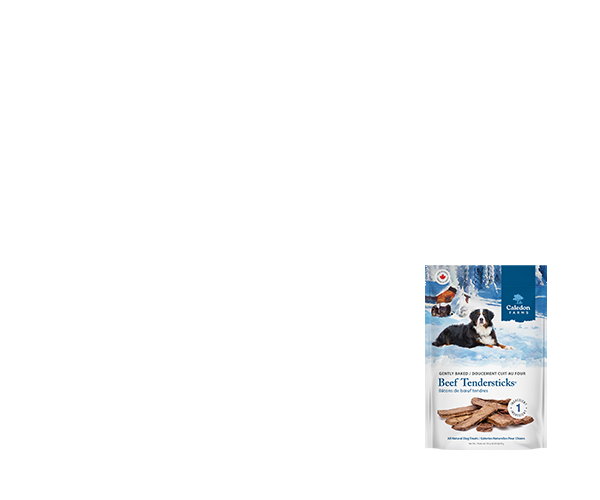 Caledon
FARMS
GENTLY BAKED / DOUCEMENT CUIT AU FOUR
Beef Tendersticks
Bâtons de bœuf tendres
1
All Natural Dog Treats / Gâteries Naturelles Pour Chiens